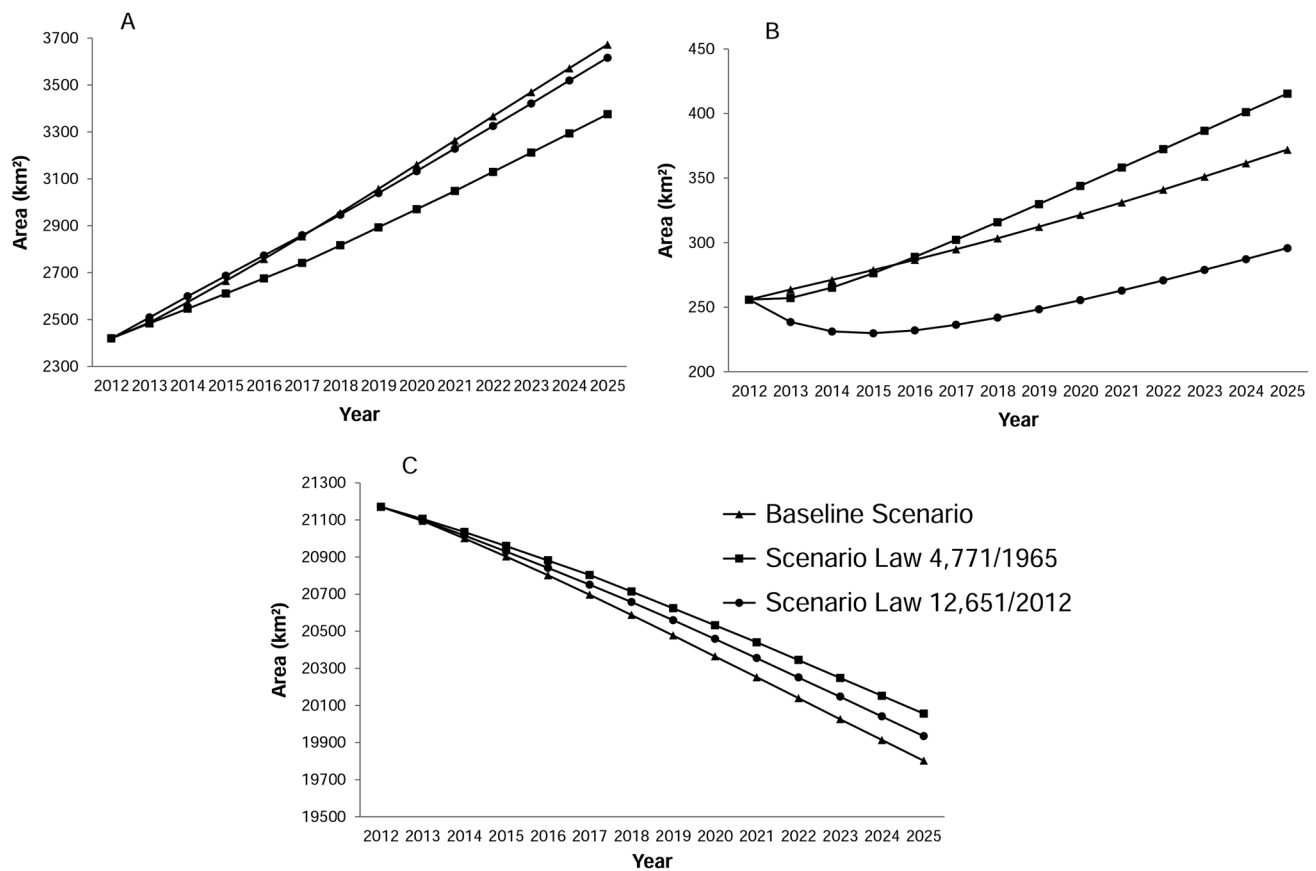 A
3700
3500
3300
3100
2900
2700
2500
2300
Area (km²)
2012 2013 2014 2015 2016 2017 2018 2019 2020 2021 2022 2023 2024 2025
Year
B
450
400
350
300
250
200
Area (km²)
2012 2013 2014 2015 2016 2017 2018 2019 2020 2021 2022 2023 2024 2025
Year
C
21300
21100
20900
20700
20500
20300
20100
19900
19700
19500
Area (km²)
2012 2013 2014 2015 2016 2017 2018 2019 2020 2021 2022 2023 2024 2025
Year
Baseline Scenario
Scenario Law 4,771/1965
Scenario Law 12,651/2012